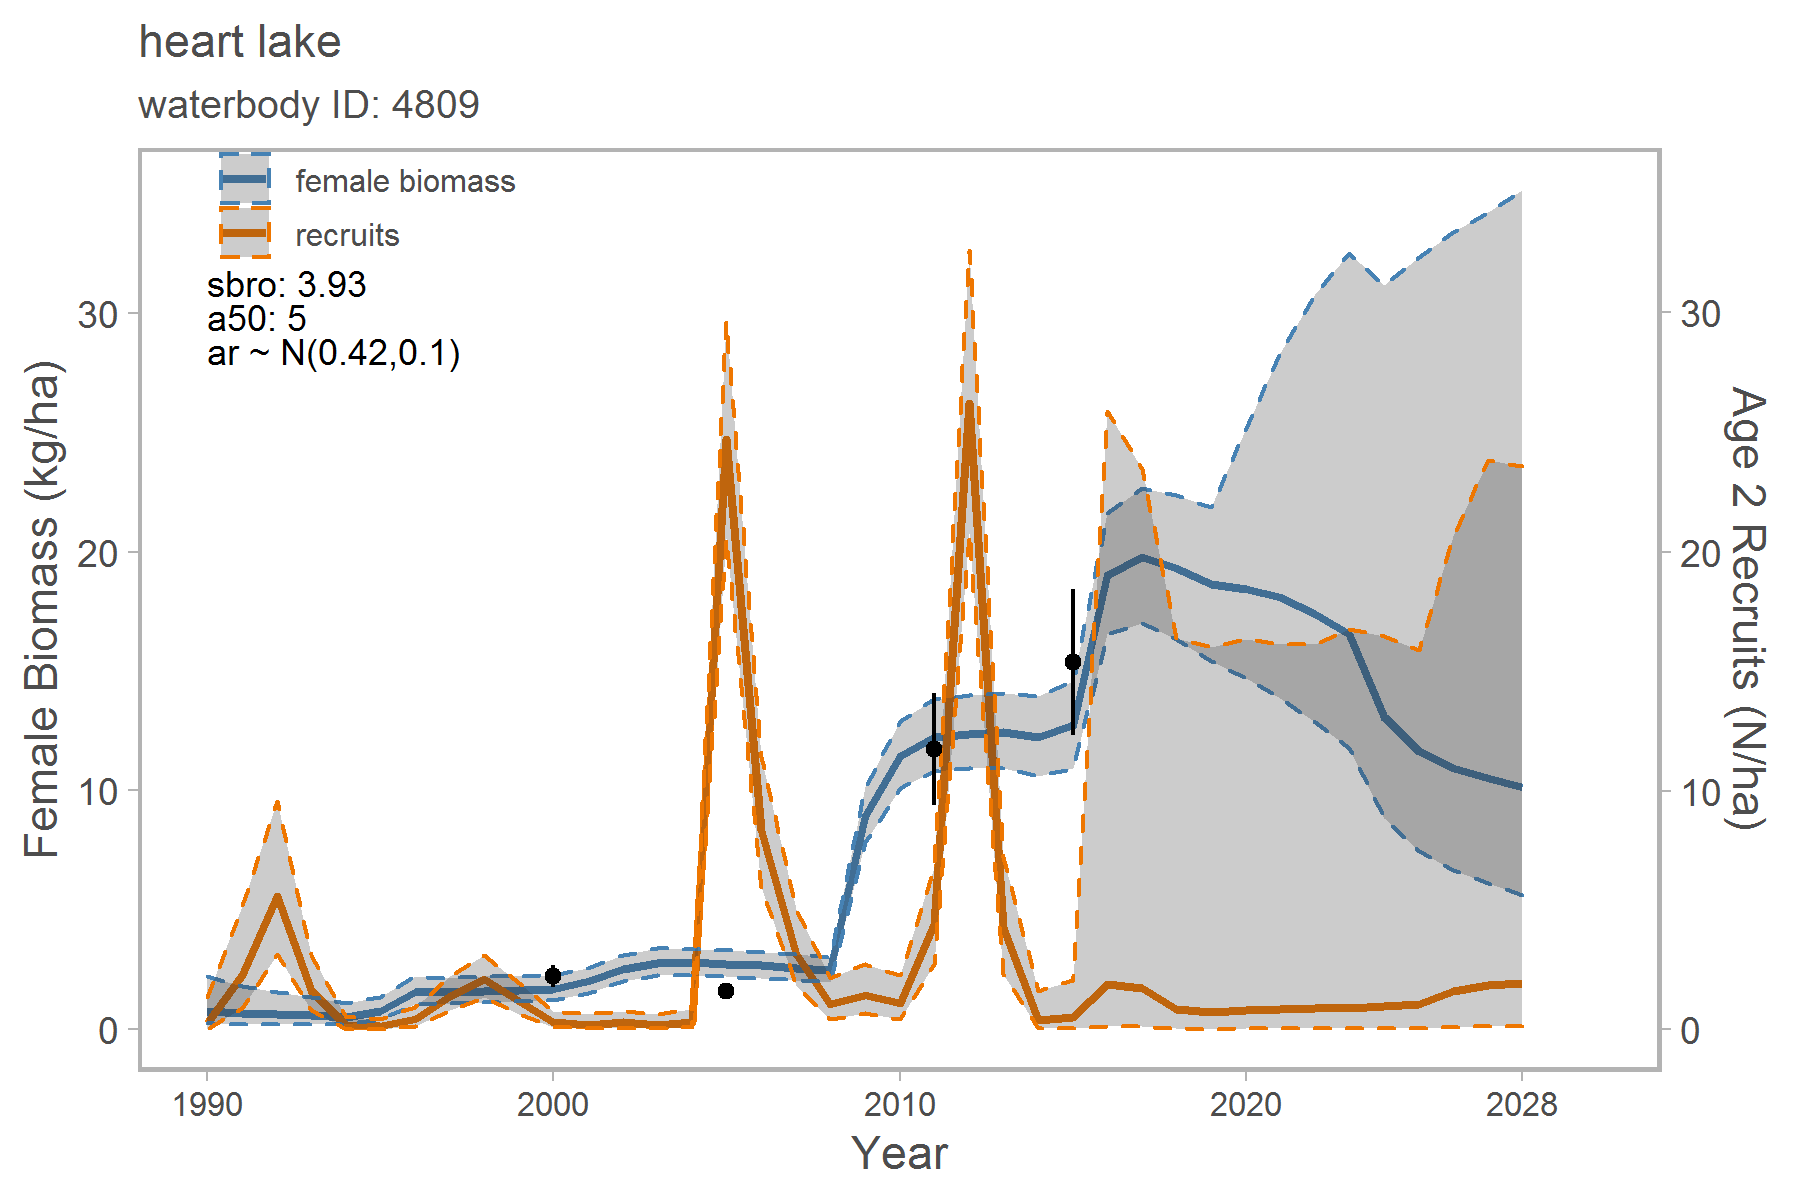 heart lake
waterbody ID: 4809
female biomass
recruits
sbro: 3.93
a50: 5
ar ~ N(0.42,0.1)
Female Biomass (kg/ha)
30
20
10
0
Age 2 Recruits (N/ha)
30
20
10
0
1990
2000
2010
2020
2028
Year